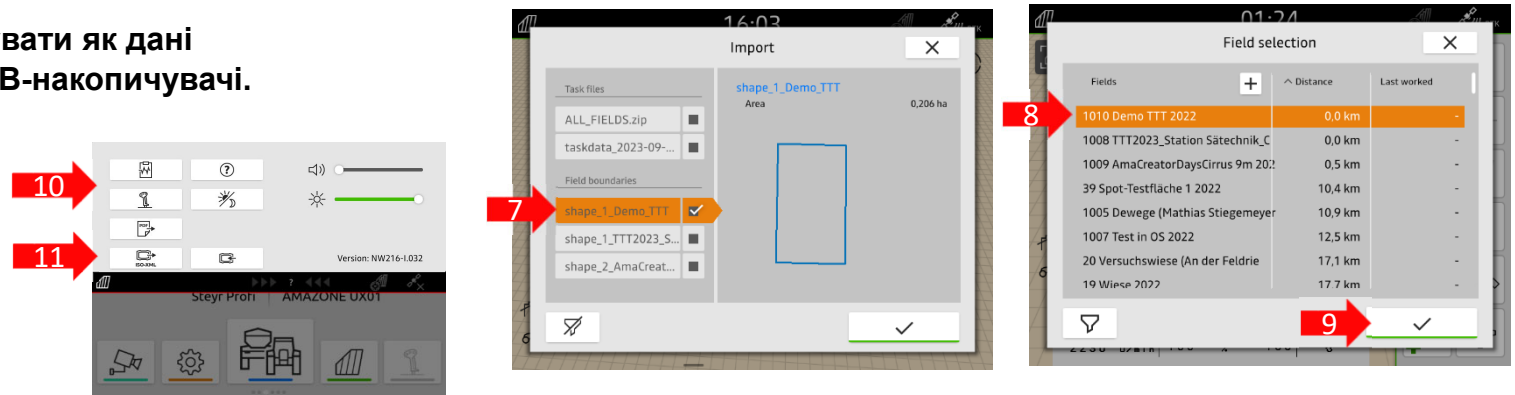 вати як дані
В-накопичувачі.
10
11
PDF
ISO-XML
Version: NW216-I.032
?
Steyr Profi AMAZONE UX01
16:03
Import
Task files
ALL_FIELDS.zip
taskdata_2023-09-...
Field boundaries
7
shape_1_Demo_TTT
shape_1_TTT2023_S...
shape_2_AmaCreat...
shape_1_Demo_TTT
Area 0,206 ha
01:24
Field selection
Fields + Distance Last worked
8
1010 Demo TTT 2022 0,0 km -
1008 TTT2023_Station Sätechnik_C 0,0 km -
1009 AmaCreatorDaysCirrus 9m 202 0,5 km -
39 Spot-Testfläche 1 2022 10,4 km -
1005 Dewege (Mathias Stiegemeyer 10,9 km -
1007 Test in OS 2022 12,5 km -
20 Versuchswiese (An der Feldrie 17,1 km -
19 Wiese 2022 17,7 km -
9